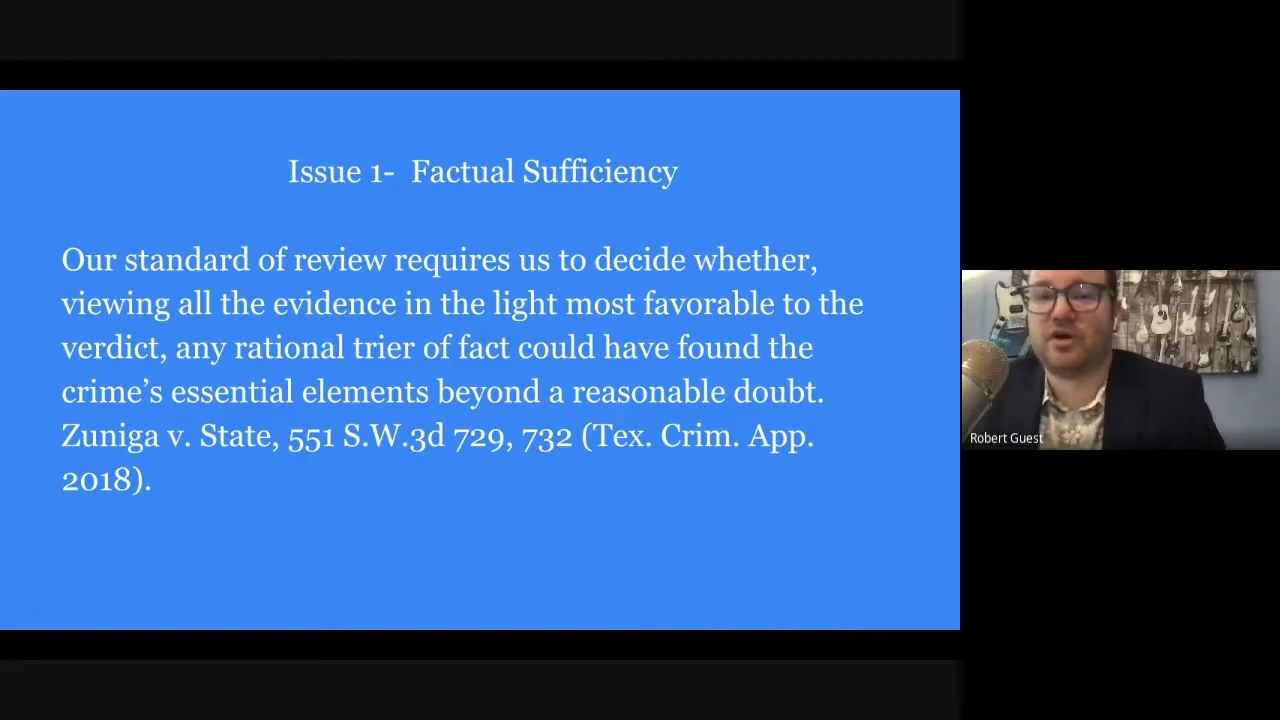 Issue 1-  Factual Sufficiency
Our standard of review requires us to decide whether,
viewing all the evidence in the light most favorable to the
verdict, any rational trier of fact could have found the
crime’s essential elements beyond a reasonable doubt.
Zuniga v. State, 551 S.W.3d 729, 732 (Tex. Crim. App.
2018).
Robert Guest